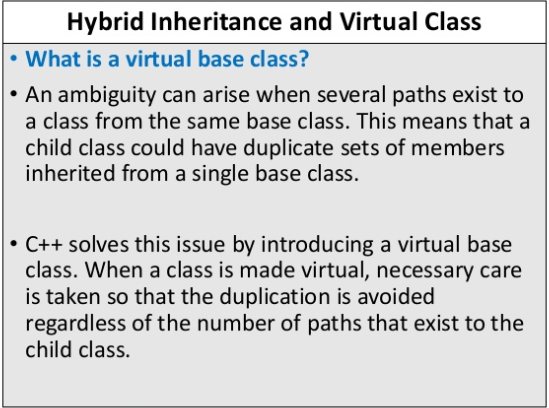 Hybrid Inheritance and Virtual Class
• What is a virtual base class?
• An ambiguity can arise when several paths exist to
a class from the same base class. This means that a
child class could have duplicate sets of members
inherited from a single base class.
• C++ solves this issue by introducing a virtual base
class. When a class is made virtual, necessary care
is taken so that the duplication is avoided
regardless of the number of paths that exist to the
child class.